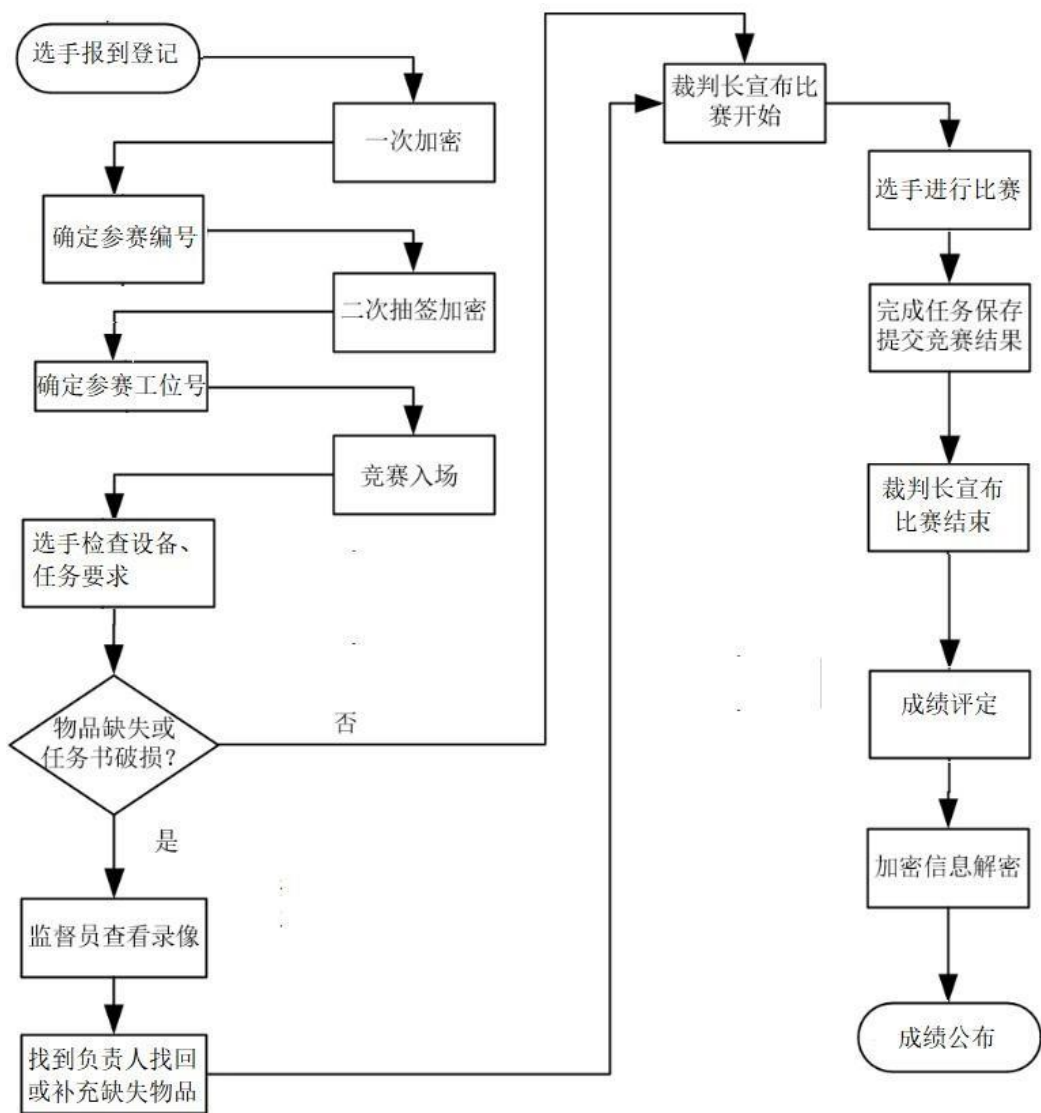 选手报到登记
一次加密
确定参赛编号
二次抽签加密
确定参赛工位号
竞赛入场
选手检查设备、
任务要求
物品缺失或
任务书破损？
否
是
监督员查看录像
找到负责人找回
或补充缺失物品
裁判长宣布比
赛开始
选手进行比赛
完成任务保存
提交竞赛结果
裁判长宣布
比赛结束
成绩评定
加密信息解密
成绩公布